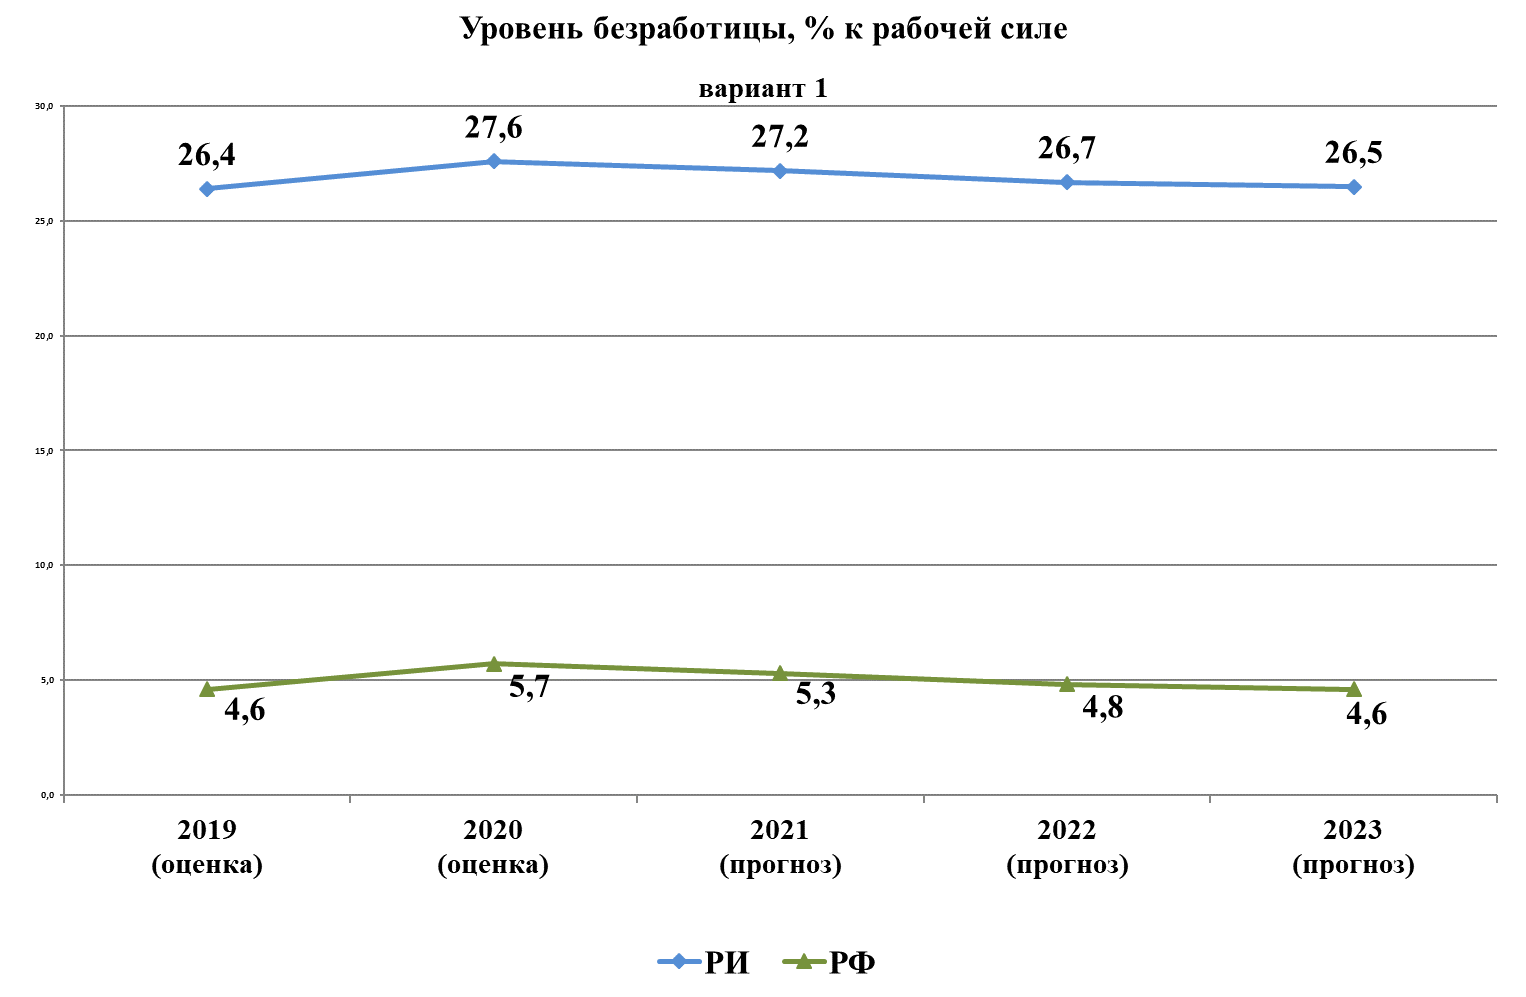 Уровень безработицы, % к рабочей силе
вариант 1
30,0
26,4 27,6 27,2 26,7 26,5
25,0
20,0
15,0
10,0
5,0
4,6 5,7 5,3 4,8 4,6
0,0
2019 2020 2021 2022 2023
(оценка) (оценка) (прогноз) (прогноз) (прогноз)
РИ РФ